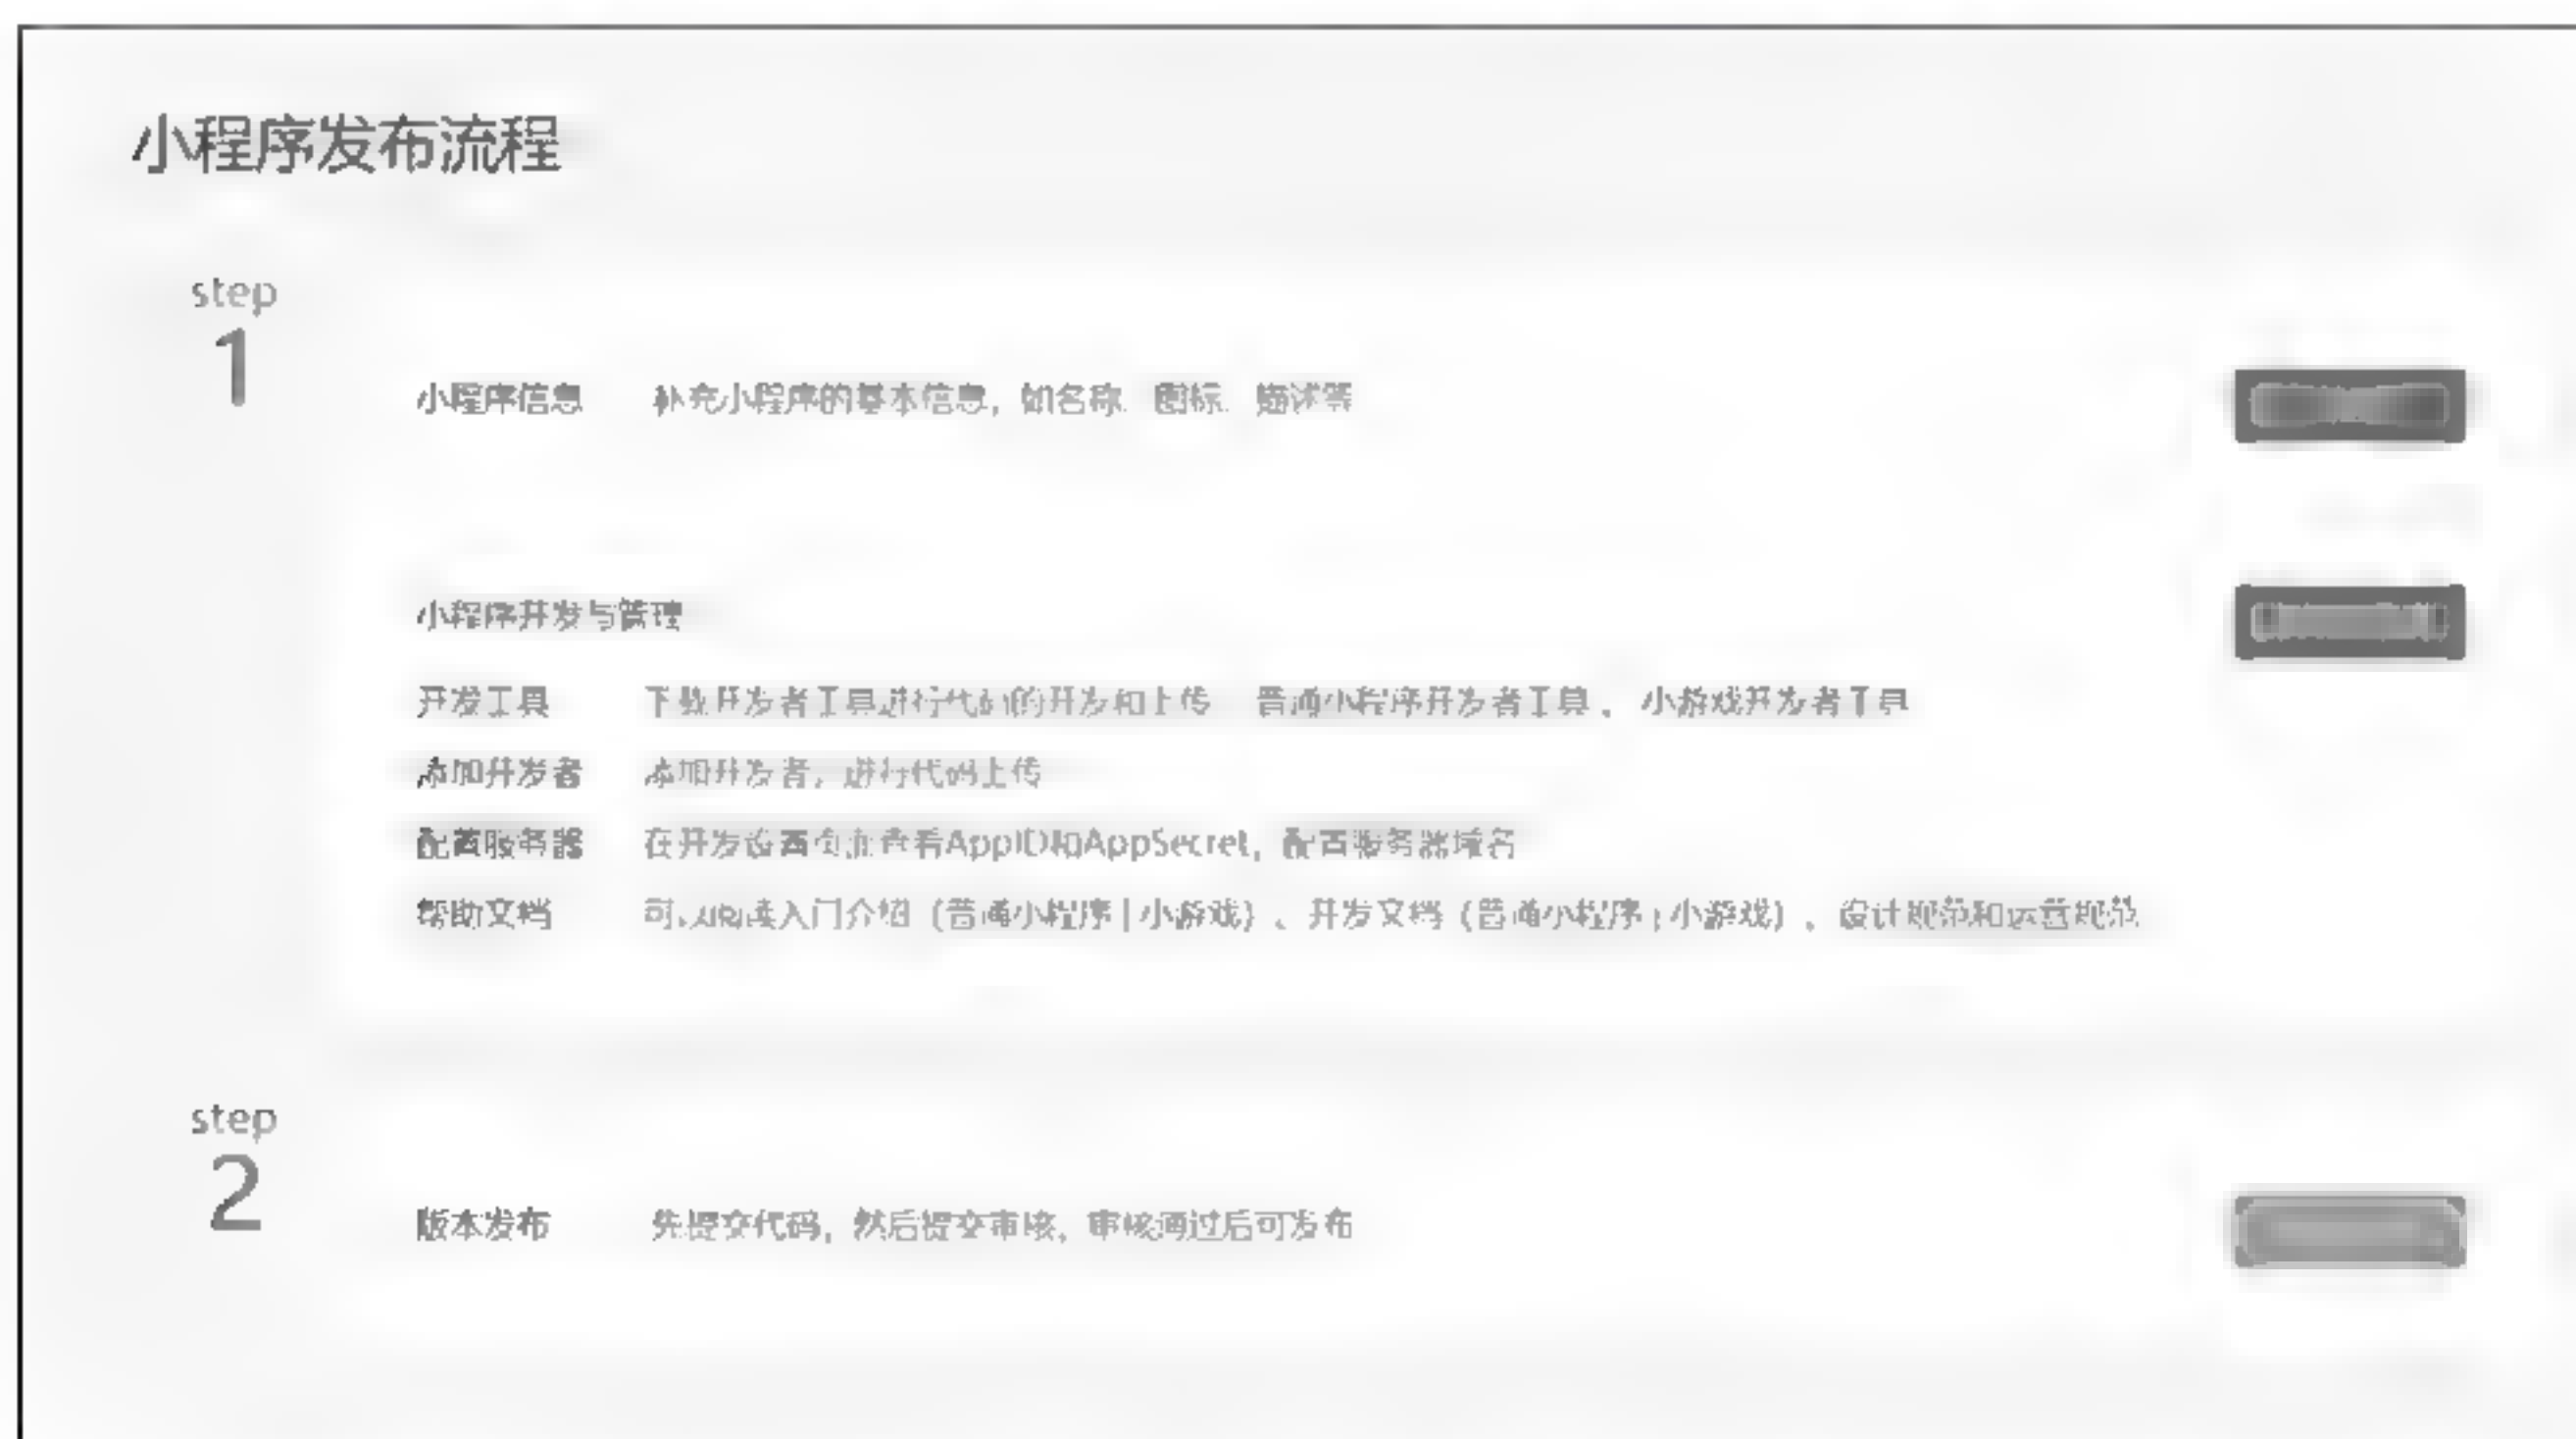 小程序发布流程
step
1
小程序信息 补充小程序的基本信息，如名称、图标、描述等
小程序开发与管理
开发工具 下载开发者工具进行代码的开发和上传 普通小程序开发者工具、小游戏开发者工具
添加开发者 添加开发者，进行代码上传
配置服务器 在开发设置页面查看AppID和AppSecret，配置服务器域名
帮助文档 可以阅读入门介绍（普通小程序|小游戏）、开发文档（普通小程序|小游戏）、设计规范和运营规范
step
2
版本发布 先提交代码，然后提交审核，审核通过后可发布